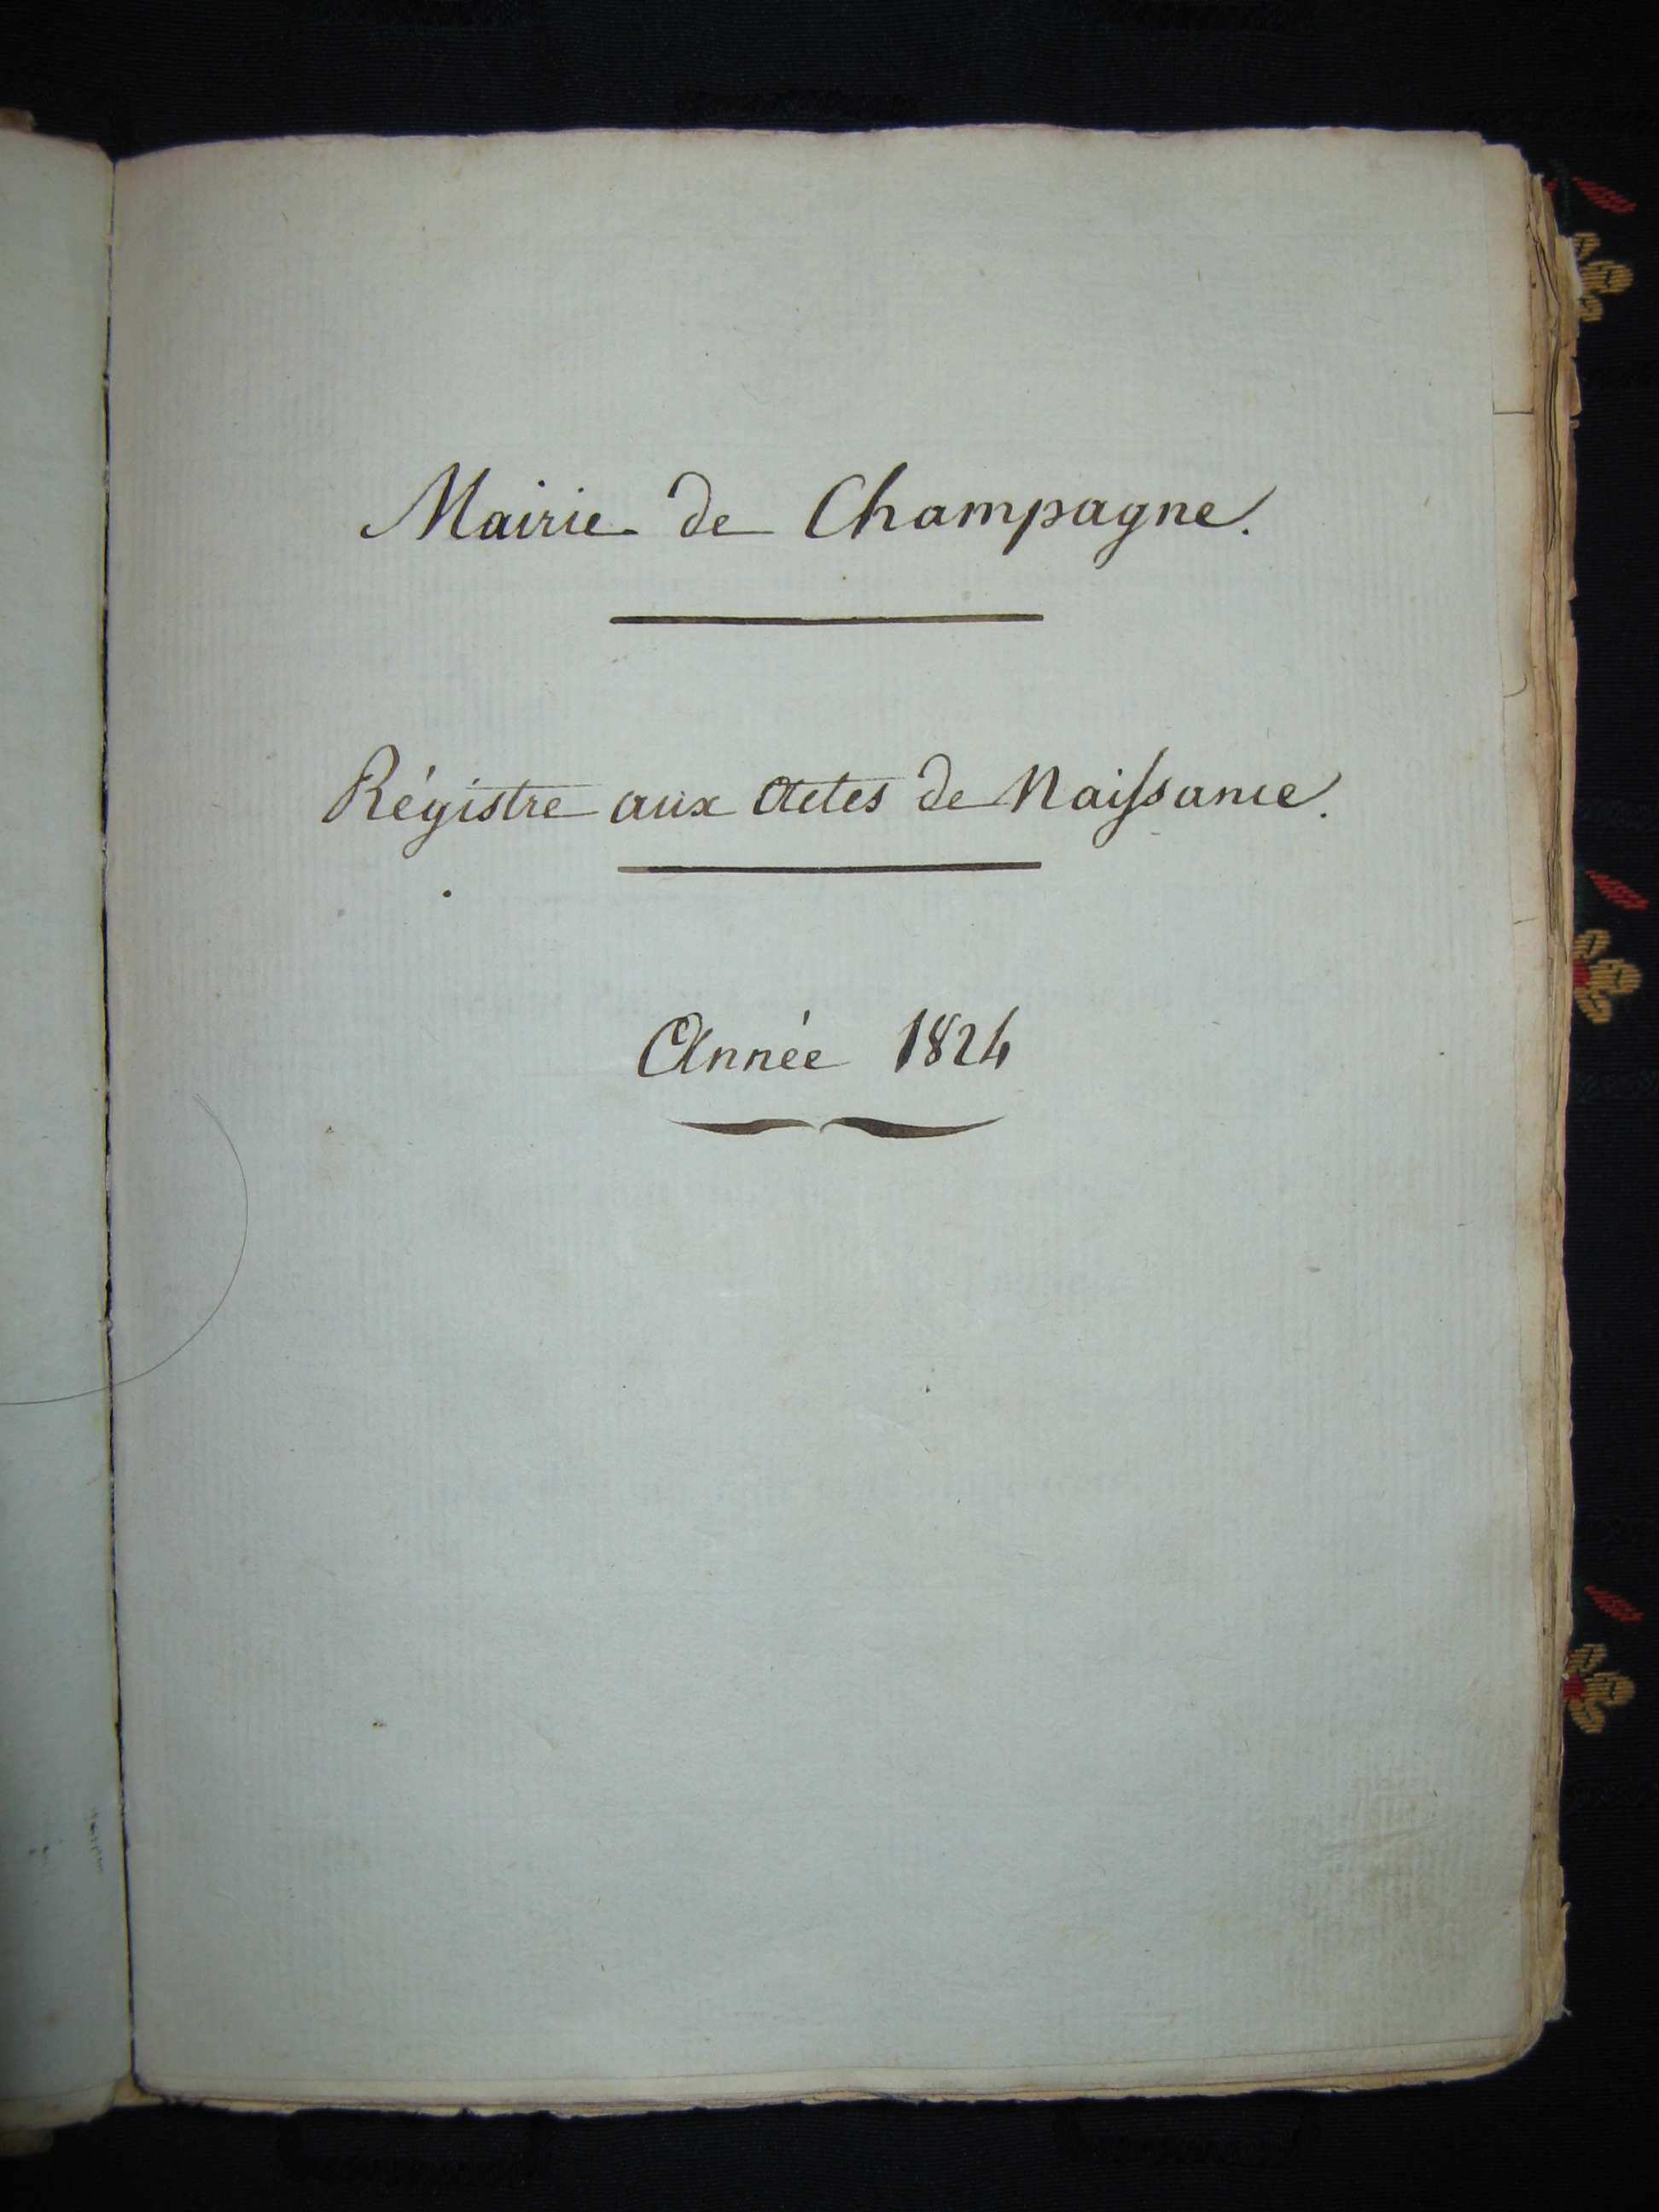 Mairie de Champagne.
Régistre aux Actes de Naiſsance.
Année 1824